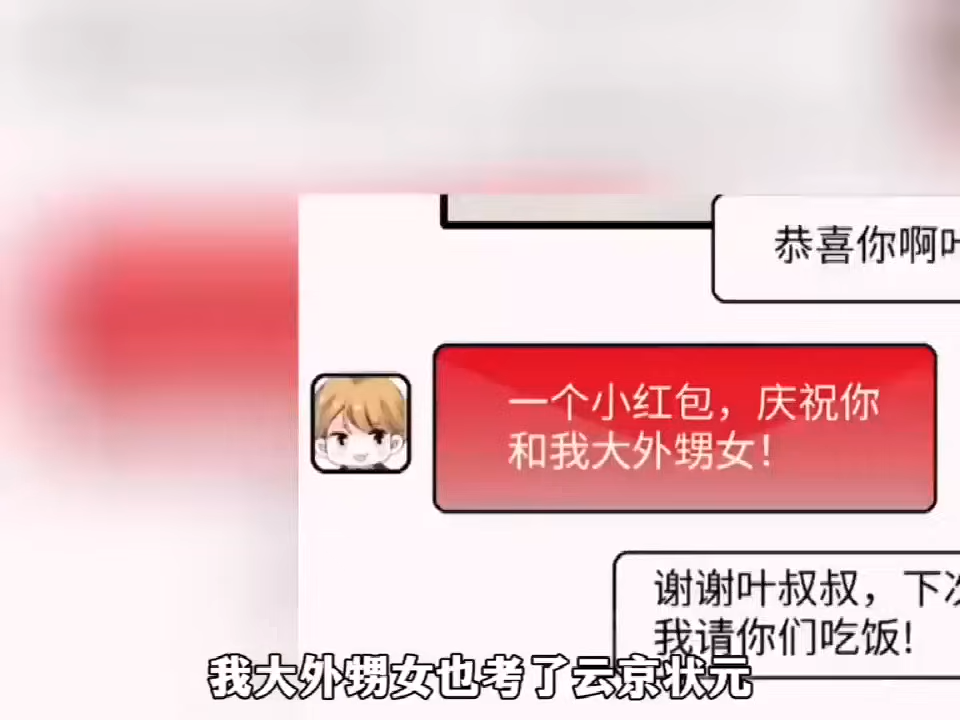 恭喜你啊叶
一个小红包，庆祝你
和我大外甥女！
谢谢叶叔叔，下次
我请你们吃饭！
我大外甥女也考了云京状元